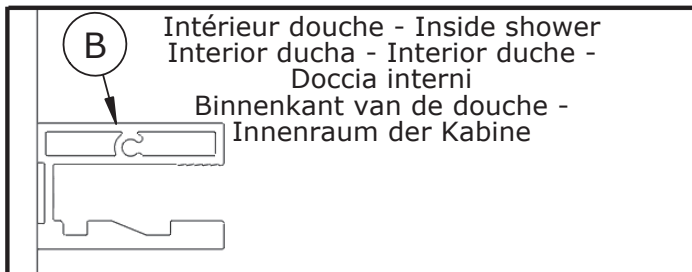 B
Intérieur douche - Inside shower
Interior ducha - Interior duche -
Doccia interni
Binnenkant van de douche -
Innenraum der Kabine